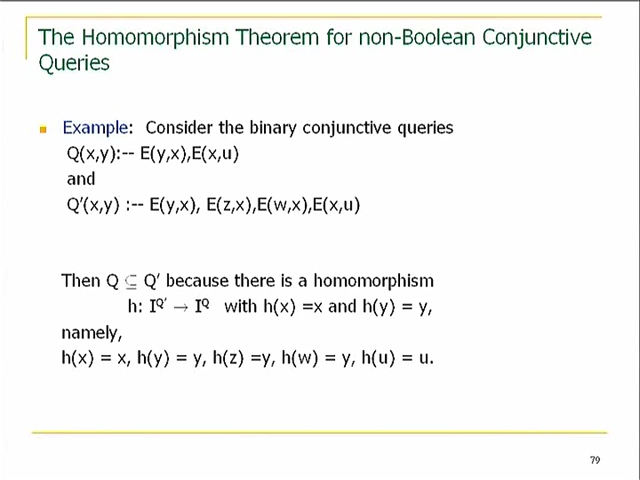 The Homomorphism Theorem for non-Boolean Conjunctive
Queries
Example: Consider the binary conjunctive queries
Q(x,y):-- E(y,x),E(x,u)
and
Q′(x,y) :-- E(y,x), E(z,x),E(w,x),E(x,u)
Then Q ⊆ Q′ because there is a homomorphism
h: I^Q′ → I^Q with h(x) =x and h(y) = y,
namely,
h(x) = x, h(y) = y, h(z) =y, h(w) = y, h(u) = u.
79